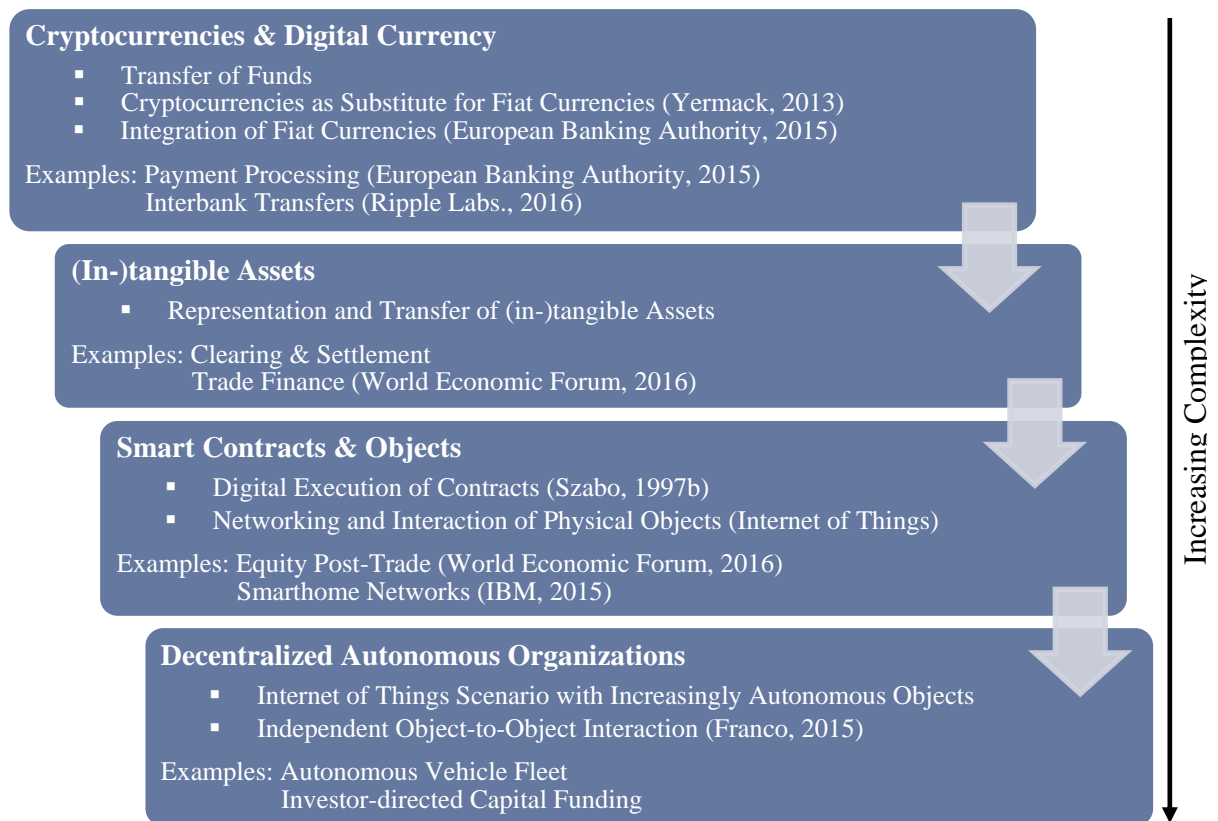 Cryptocurrencies & Digital Currency
▪ Transfer of Funds
▪ Cryptocurrencies as Substitute for Fiat Currencies (Yermack, 2013)
▪ Integration of Fiat Currencies (European Banking Authority, 2015)
Examples: Payment Processing (European Banking Authority, 2015)
Interbank Transfers (Ripple Labs., 2016)
(In-)tangible Assets
▪ Representation and Transfer of (in-)tangible Assets
Examples: Clearing & Settlement
Trade Finance (World Economic Forum, 2016)
Smart Contracts & Objects
▪ Digital Execution of Contracts (Szabo, 1997b)
▪ Networking and Interaction of Physical Objects (Internet of Things)
Examples: Equity Post-Trade (World Economic Forum, 2016)
Smarthome Networks (IBM, 2015)
Decentralized Autonomous Organizations
▪ Internet of Things Scenario with Increasingly Autonomous Objects
▪ Independent Object-to-Object Interaction (Franco, 2015)
Examples: Autonomous Vehicle Fleet
Investor-directed Capital Funding
Increasing Complexity